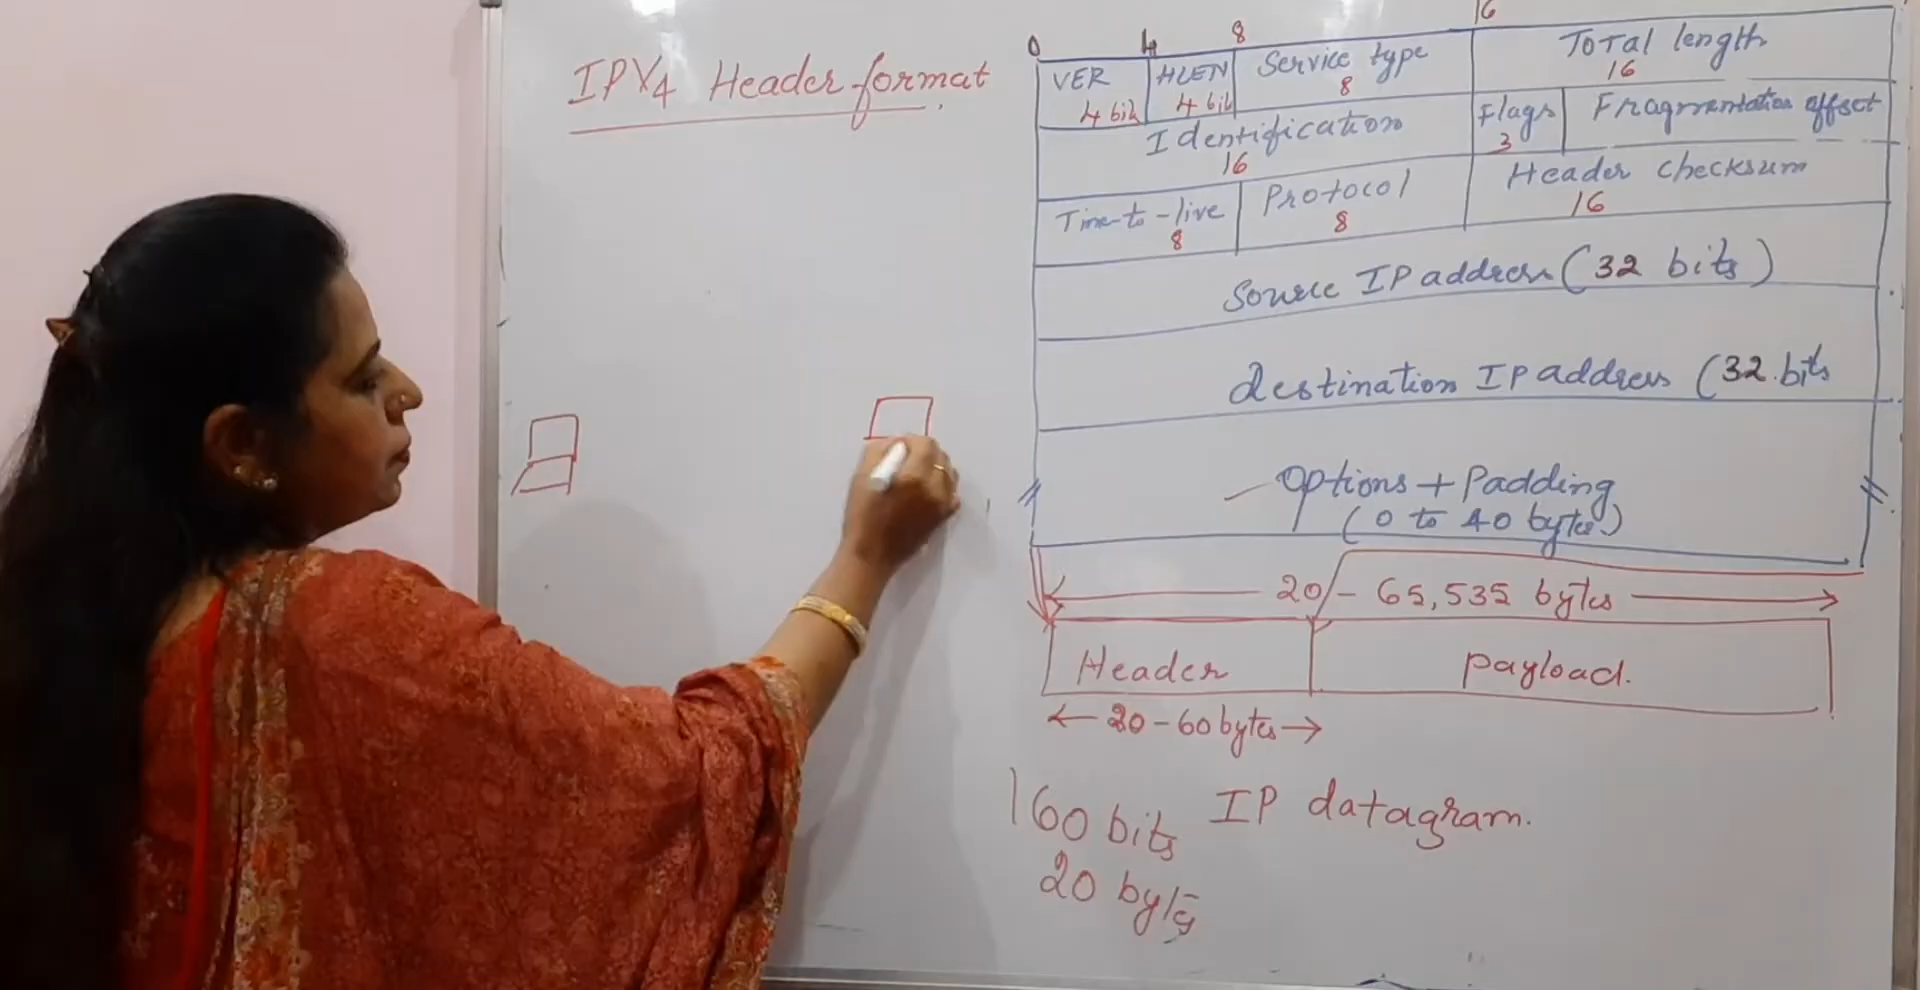 IPV4 Header format
0 4 8 16
VER HLEN Service type Total length
4 bit 4 bit 8 16
Identification Flags Fragmentation offset
16 3
Time-to-live Protocol Header checksum
8 8 16
Source IP address (32 bits)
destination IP address (32 bits
Options + Padding
(0 to 40 bytes)
20 - 65,535 bytes
Header payload.
20 - 60 bytes
160 bits IP datagram.
20 bytes